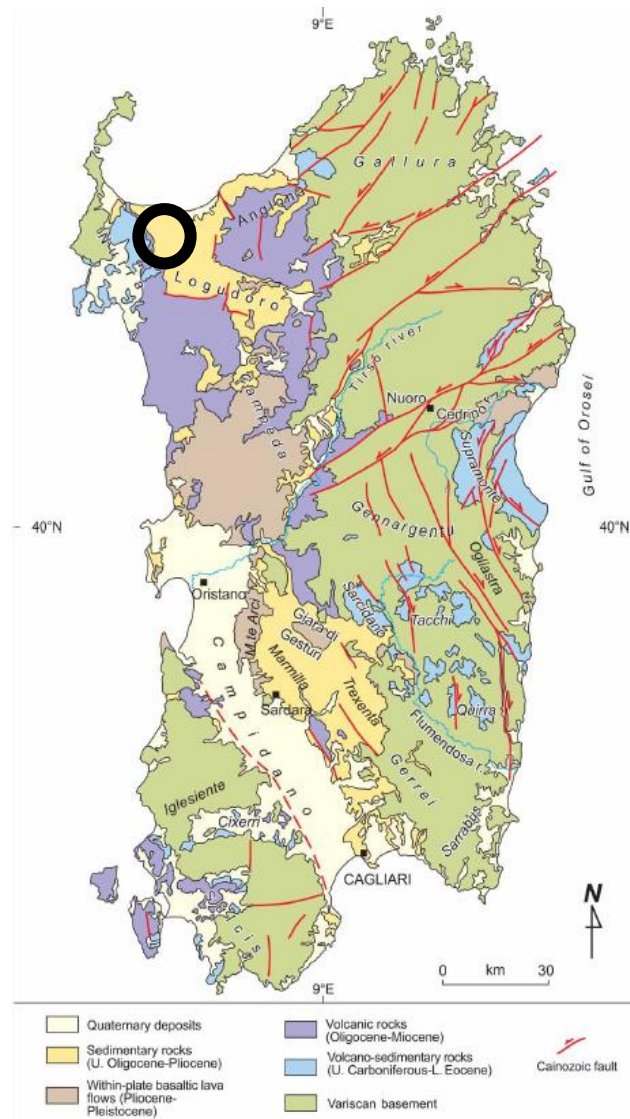 9°E
Gallura
Anglona
Logudoro
Tirso river
Campeda
Nuoro
Cedrino r.
Supramonte
Gulf of Orosei
40°N
40°N
Gennargentu
Ogliastra
Oristano
Sarcidano
M.te Arci
Giara di
Gesturi
Tacchi
Campidano
Marmilla
Trexenta
Sardara
Quirra
Flumendosa r.
Gerrei
Iglesiente
Cixerri
Sarrabus
CAGLIARI
N
0 km 30
9°E
Quaternary deposits
Sedimentary rocks
(U. Oligocene-Pliocene)
Within-plate basaltic lava
flows (Pliocene-
Pleistocene)
Volcanic rocks
(Oligocene-Miocene)
Volcano-sedimentary rocks
(U. Carboniferous-L. Eocene)
Variscan basement
Cainozoic fault